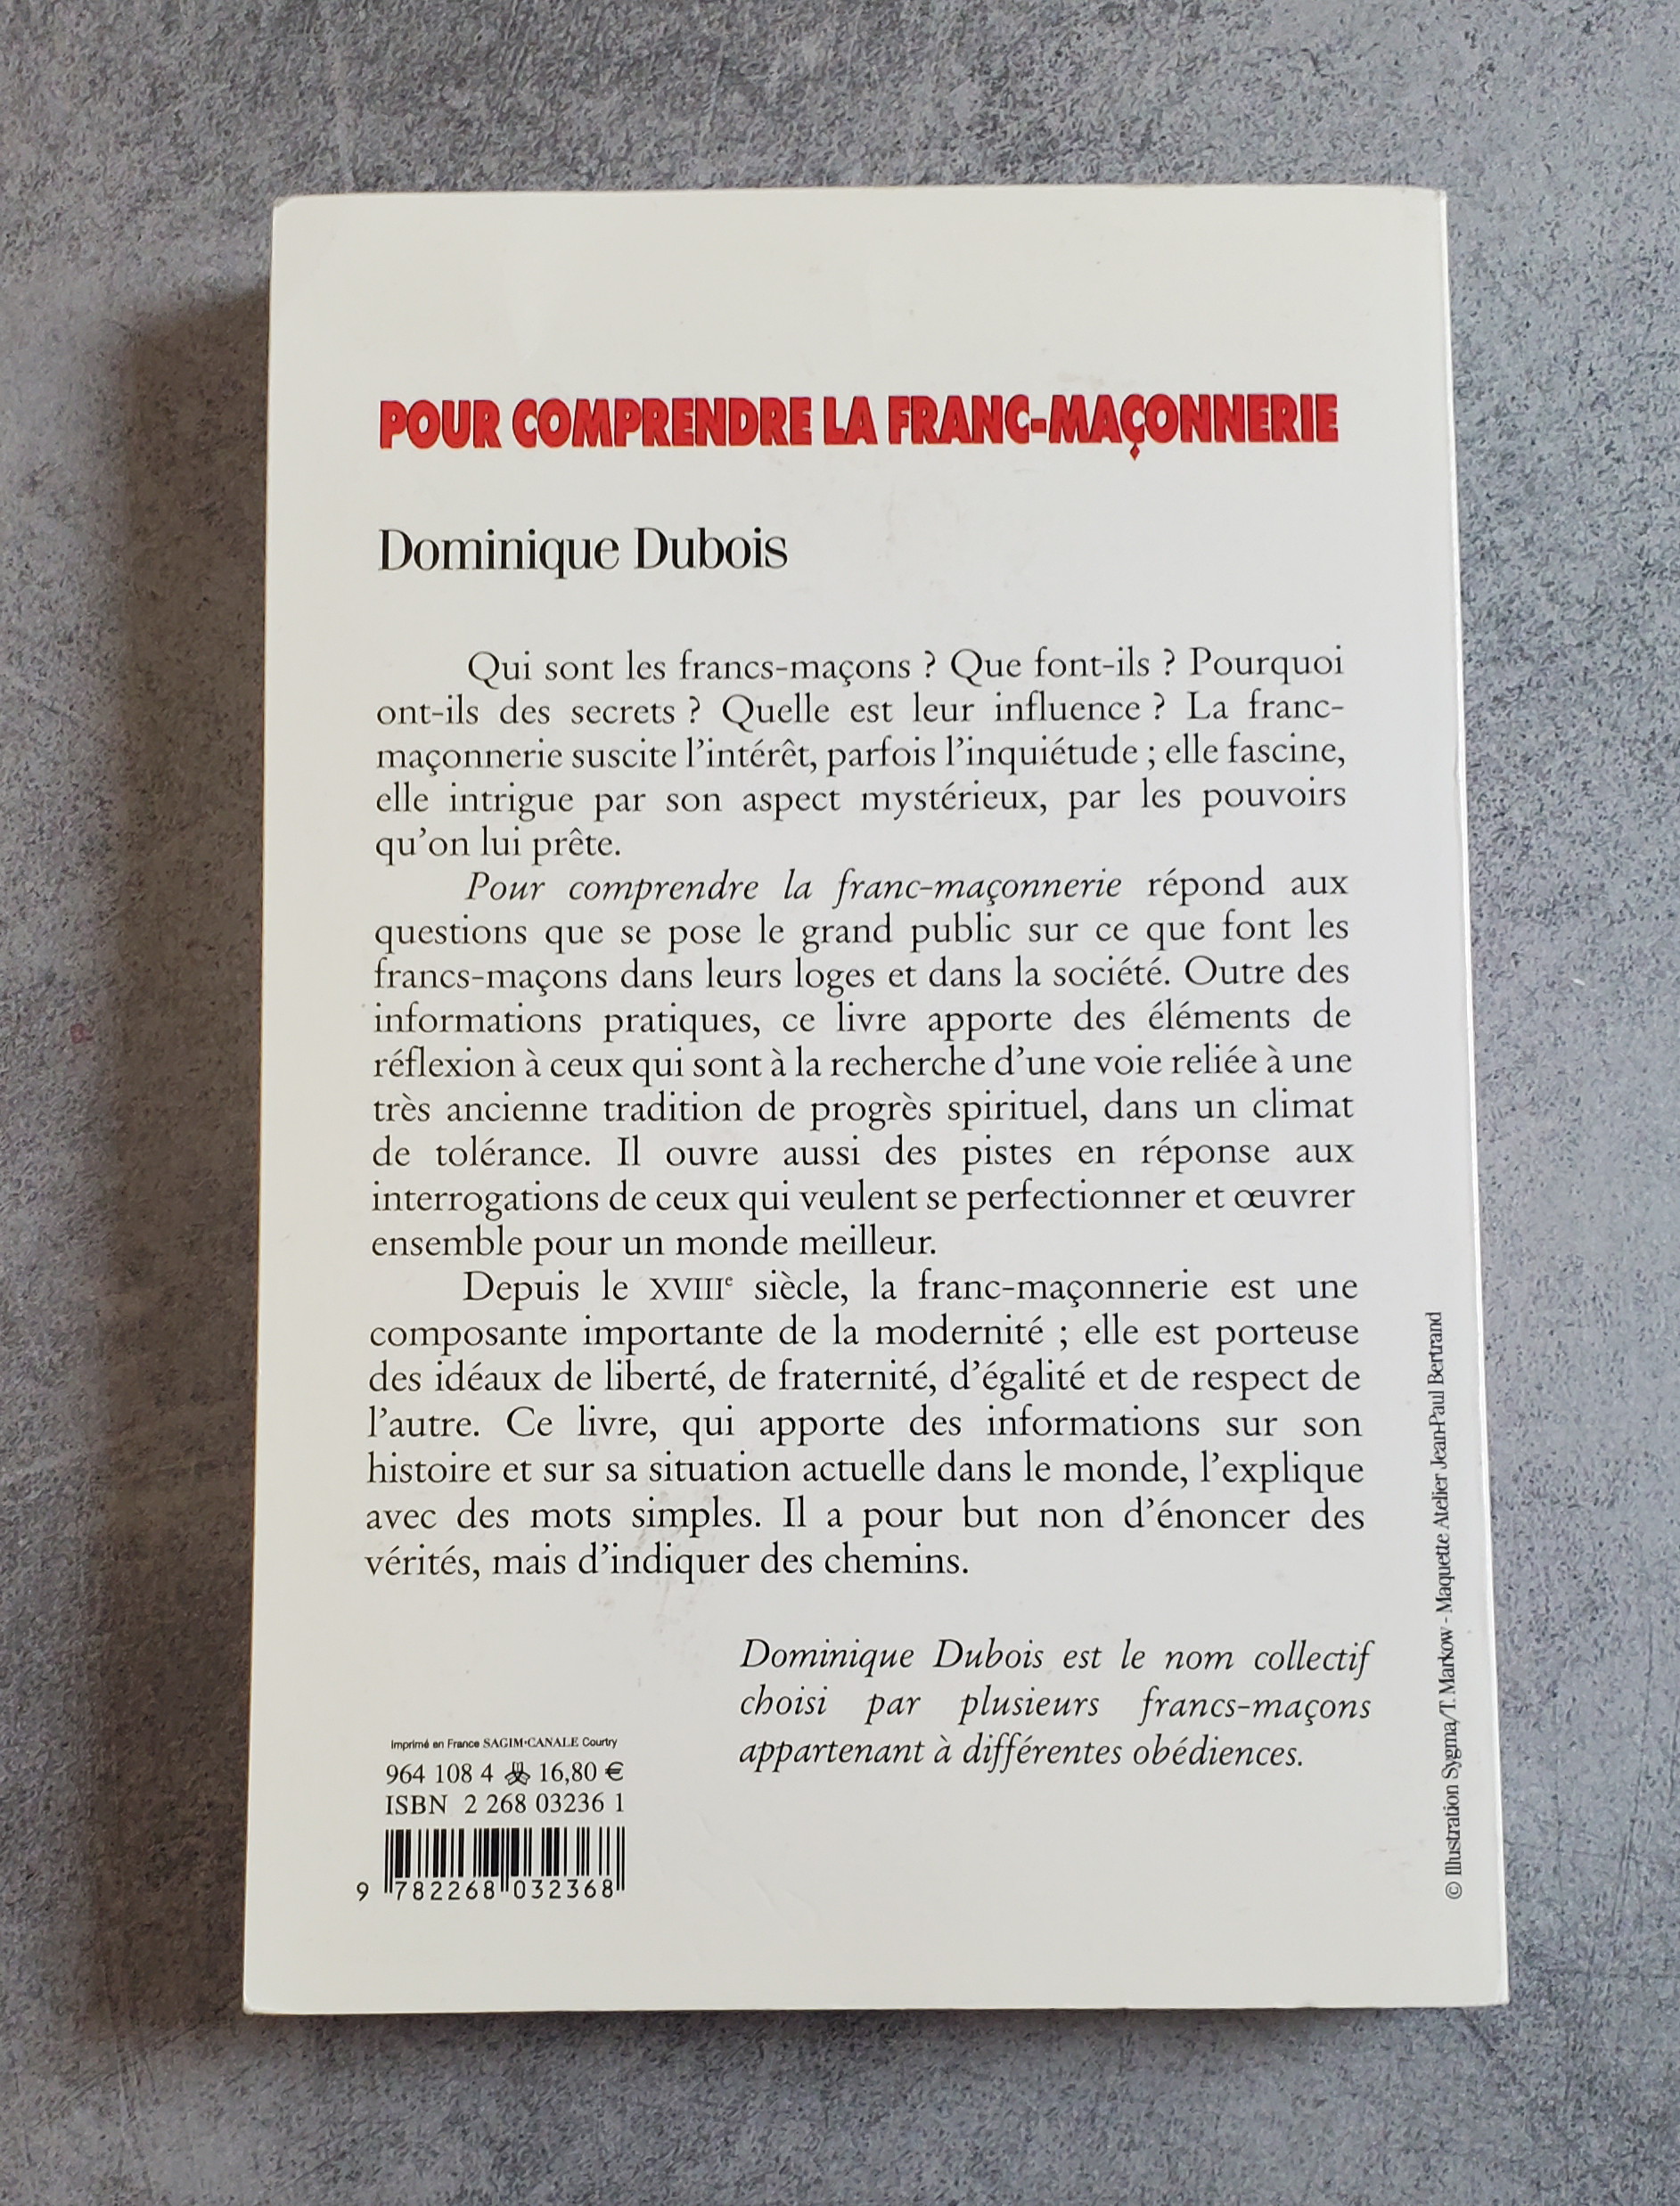 POUR COMPRENDRE LA FRANC-MAÇONNERIE
Dominique Dubois
Qui sont les francs-maçons ? Que font-ils ? Pourquoi
ont-ils des secrets ? Quelle est leur influence ? La franc-
maçonnerie suscite l'intérêt, parfois l'inquiétude ; elle fascine,
elle intrigue par son aspect mystérieux, par les pouvoirs
qu'on lui prête.
Pour comprendre la franc-maçonnerie répond aux
questions que se pose le grand public sur ce que font les
francs-maçons dans leurs loges et dans la société. Outre des
informations pratiques, ce livre apporte des éléments de
réflexion à ceux qui sont à la recherche d'une voie reliée à une
très ancienne tradition de progrès spirituel, dans un climat
de tolérance. Il ouvre aussi des pistes en réponse aux
interrogations de ceux qui veulent se perfectionner et œuvrer
ensemble pour un monde meilleur.
Depuis le XVIIIe siècle, la franc-maçonnerie est une
composante importante de la modernité ; elle est porteuse
des idéaux de liberté, de fraternité, d'égalité et de respect de
l'autre. Ce livre, qui apporte des informations sur son
histoire et sur sa situation actuelle dans le monde, l'explique
avec des mots simples. Il a pour but non d'énoncer des
vérités, mais d'indiquer des chemins.
Dominique Dubois est le nom collectif
choisi par plusieurs francs-maçons
appartenant à différentes obédiences.
Imprimé en France SAGIM•CANALE Courtry
964 108 4 16,80 €
ISBN 2 268 03236 1
9 782268 032368
© Illustration Sygma/T. Markow - Maquette Atelier Jean-Paul Bertrand